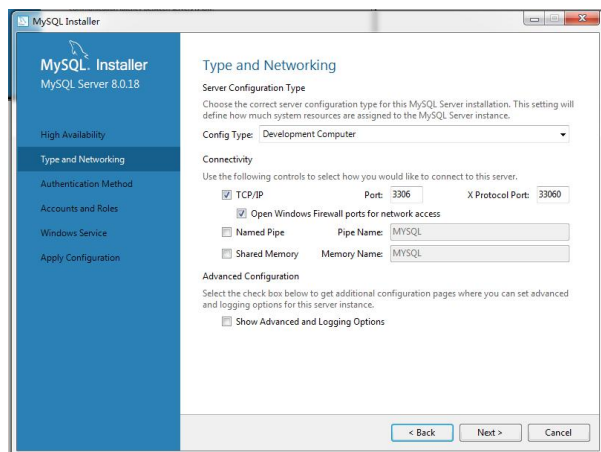 MySQL Installer
MySQL. Installer
MySQL Server 8.0.18
High Availability
Type and Networking
Authentication Method
Accounts and Roles
Windows Service
Apply Configuration
Type and Networking
Server Configuration Type
Choose the correct server configuration type for this MySQL Server installation. This setting will
define how much system resources are assigned to the MySQL Server instance.
Config Type: Development Computer
Connectivity
Use the following controls to select how you would like to connect to this server.
TCP/IP Port: 3306 X Protocol Port: 33060
Open Windows Firewall ports for network access
Named Pipe Pipe Name: MYSQL
Shared Memory Memory Name: MYSQL
Advanced Configuration
Select the check box below to get additional configuration pages where you can set advanced
and logging options for this server instance.
Show Advanced and Logging Options
< Back Next > Cancel